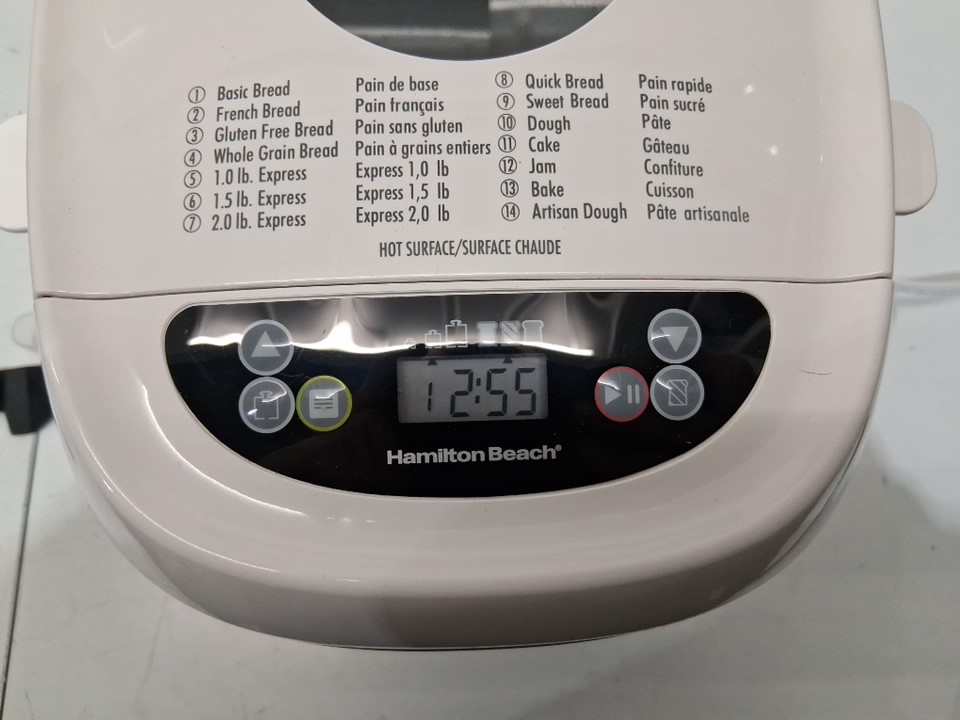 ① Basic Bread Pain de base
② French Bread Pain français
③ Gluten Free Bread Pain sans gluten
④ Whole Grain Bread Pain à grains entiers
⑤ 1.0 lb. Express Express 1,0 lb
⑥ 1.5 lb. Express Express 1,5 lb
⑦ 2.0 lb. Express Express 2,0 lb
⑧ Quick Bread Pain rapide
⑨ Sweet Bread Pain sucré
⑩ Dough Pâte
⑪ Cake Gâteau
⑫ Jam Confiture
⑬ Bake Cuisson
⑭ Artisan Dough Pâte artisanale
HOT SURFACE/SURFACE CHAUDE
1 2:55
Hamilton Beach®